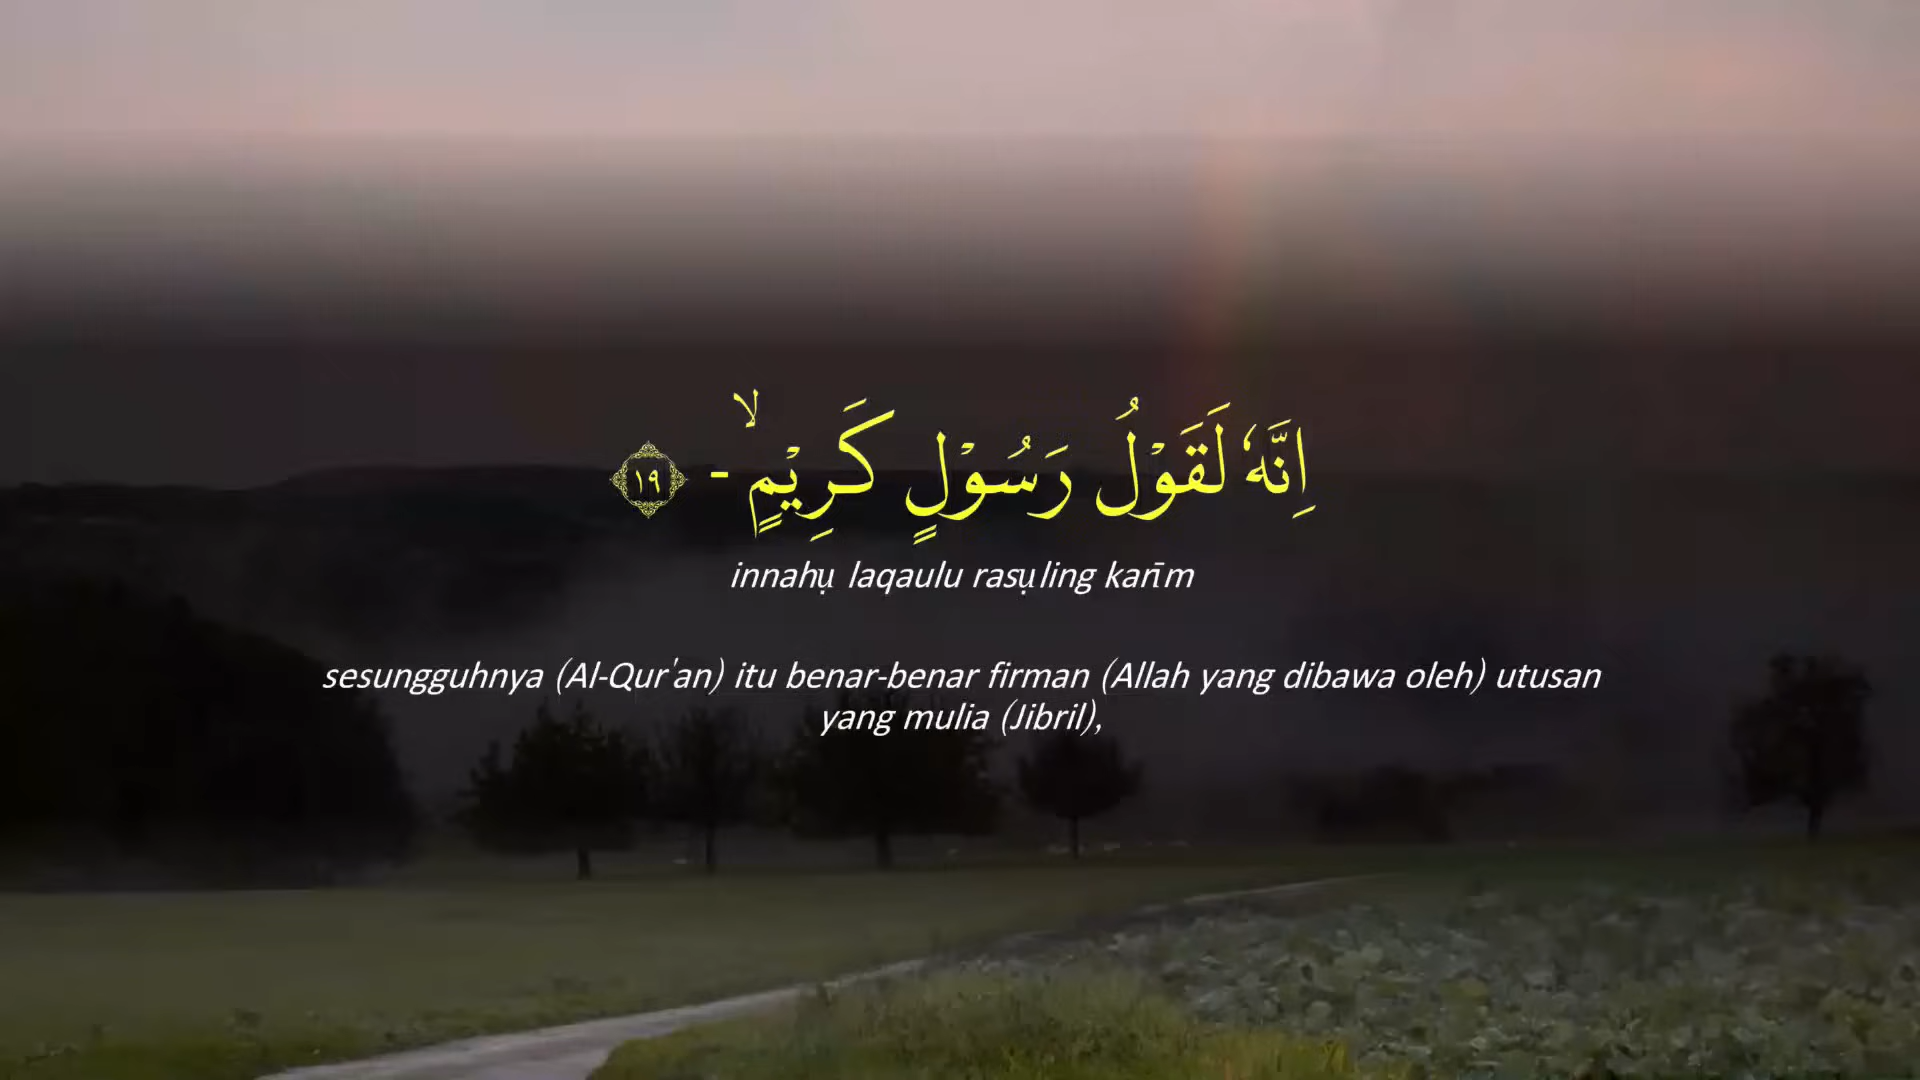 اِنَّهٗ لَقَوْلُ رَسُوْلٍ كَرِيْمٍۙ - ١٩
innahụ laqaulu rasụling karīm
sesungguhnya (Al-Qur'an) itu benar-benar firman (Allah yang dibawa oleh) utusan
yang mulia (Jibril),